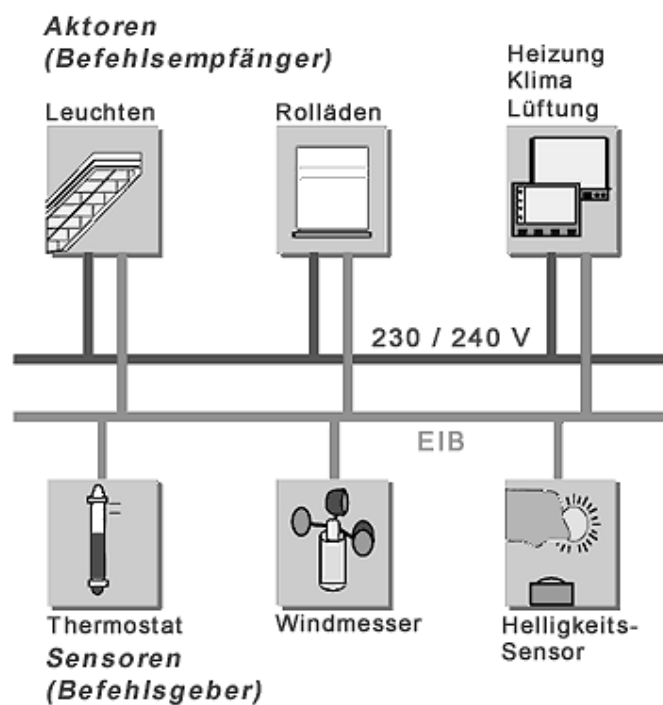 Aktoren
(Befehlsempfänger)
Leuchten
Rolläden
Heizung
Klima
Lüftung
230 / 240 V
EIB
Thermostat
Windmesser
Helligkeits-
Sensor
Sensoren
(Befehlsgeber)